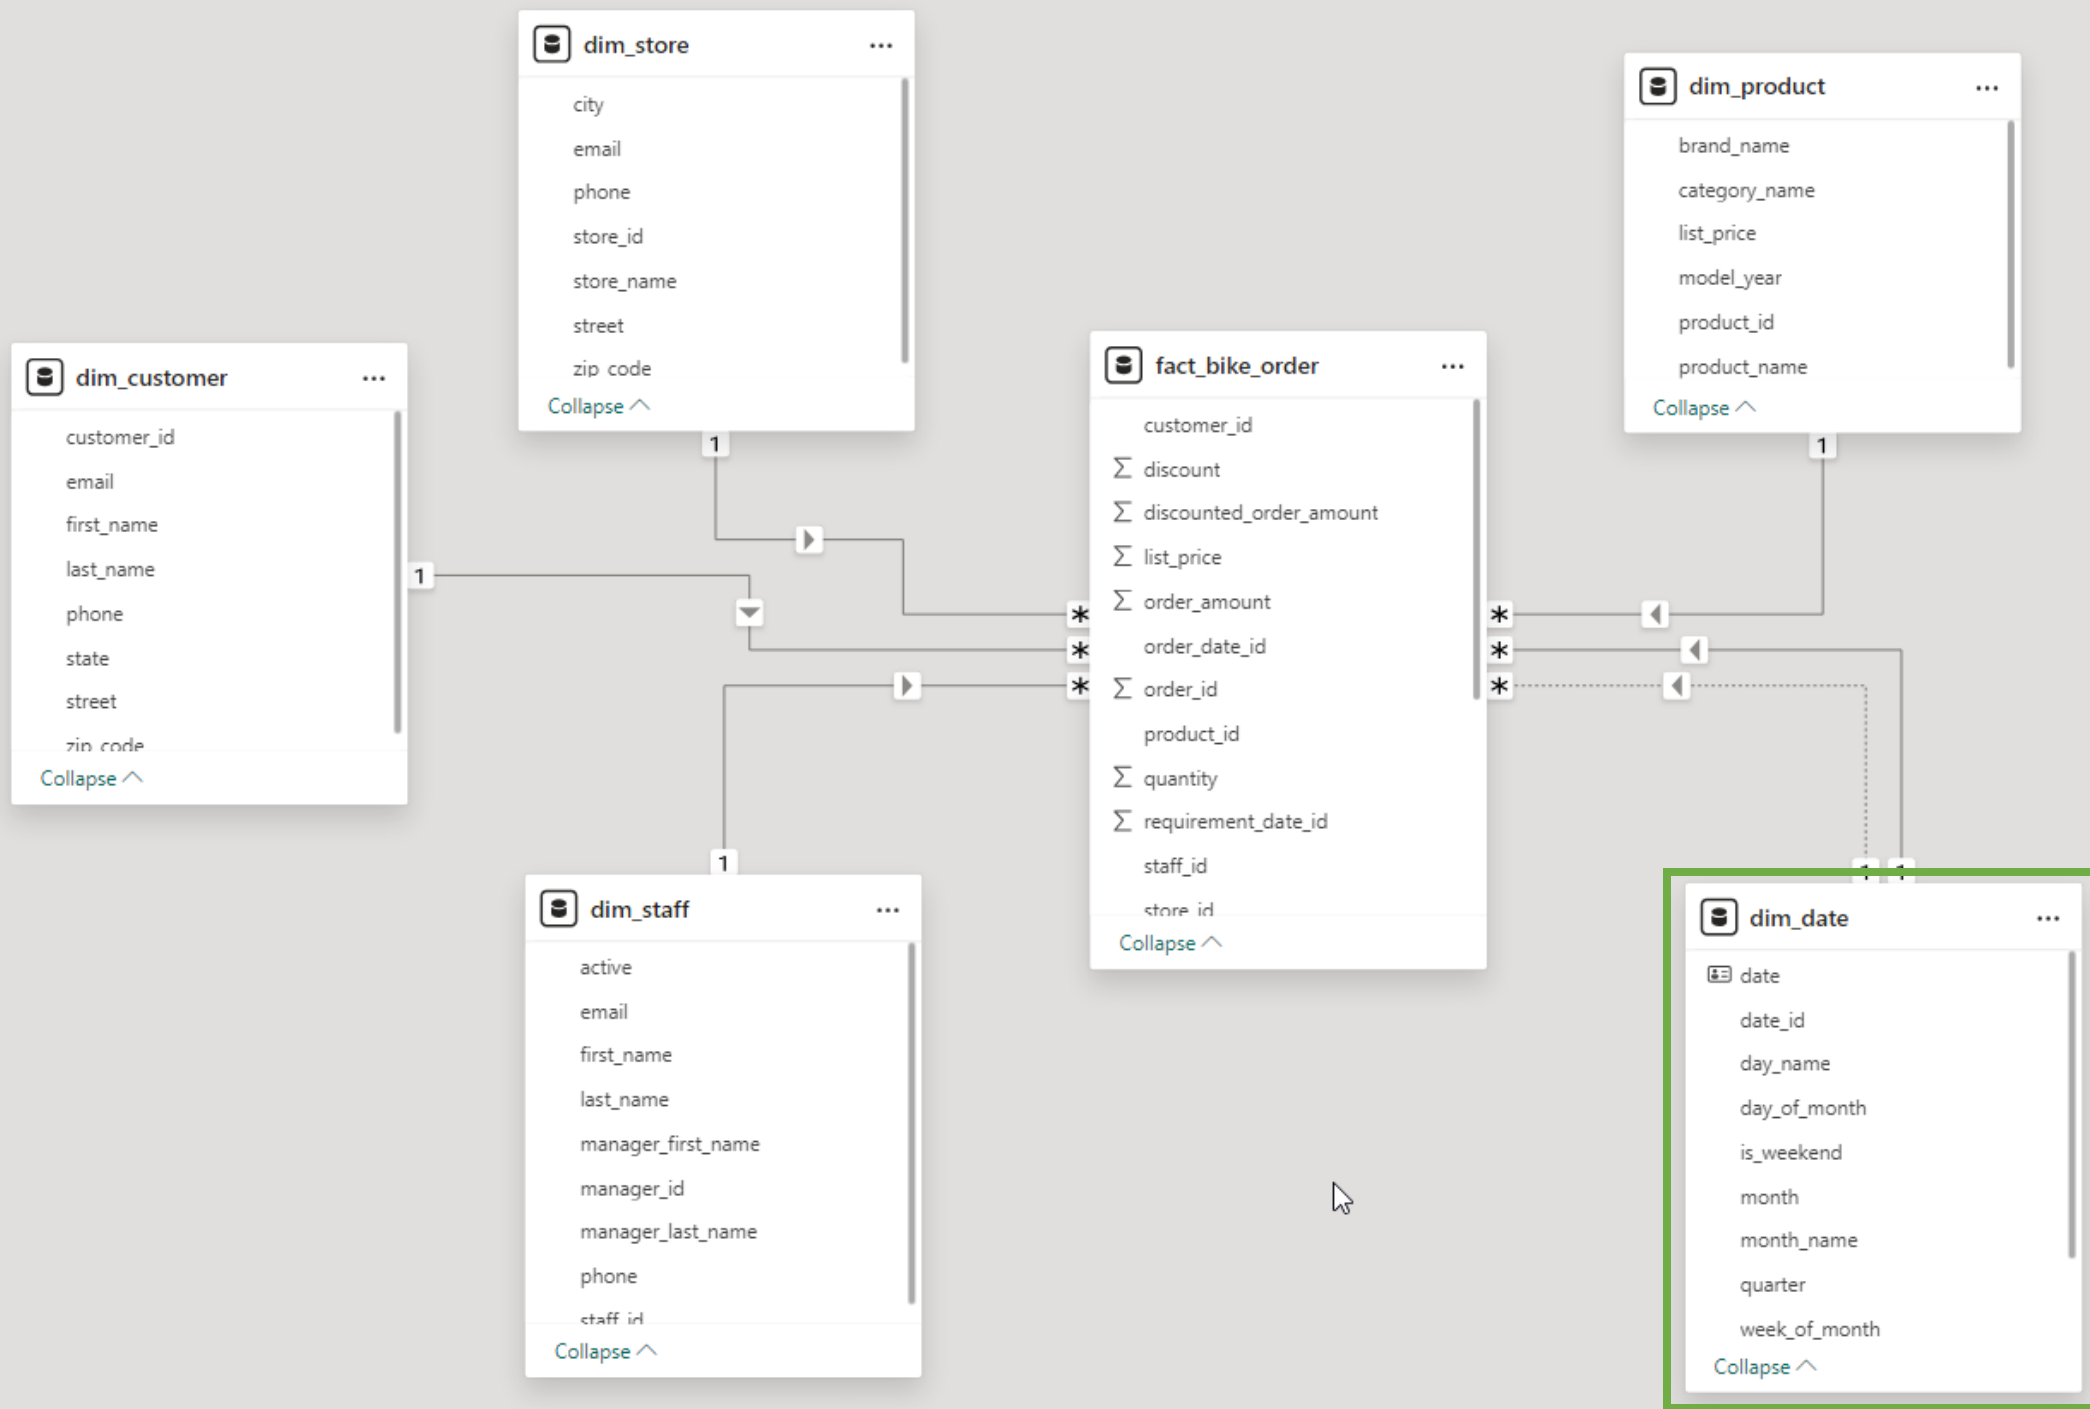 dim_store
city
email
phone
store_id
store_name
street
zip_code
Collapse
1
dim_product
brand_name
category_name
list_price
model_year
product_id
product_name
Collapse
1
dim_customer
customer_id
email
first_name
last_name
phone
state
street
zip_code
Collapse
1
fact_bike_order
customer_id
Σ discount
Σ discounted_order_amount
Σ list_price
Σ order_amount
order_date_id
Σ order_id
product_id
Σ quantity
Σ requirement_date_id
staff_id
store_id
Collapse
*
*
*
*
*
*
1
dim_staff
active
email
first_name
last_name
manager_first_name
manager_id
manager_last_name
phone
staff_id
Collapse
1 1
dim_date
date
date_id
day_name
day_of_month
is_weekend
month
month_name
quarter
week_of_month
Collapse